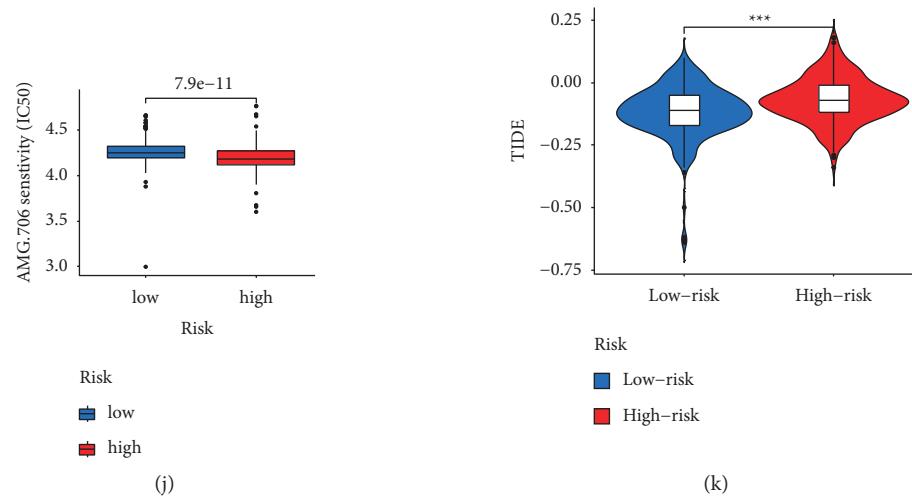 7.9e−11
AMG.706 senstivity (IC50)
4.5
4.0
3.5
3.0
low
high
Risk
Risk
low
high
(j)
***
TIDE
0.25
0.00
−0.25
−0.50
−0.75
Low−risk
High−risk
Risk
Low−risk
High−risk
(k)